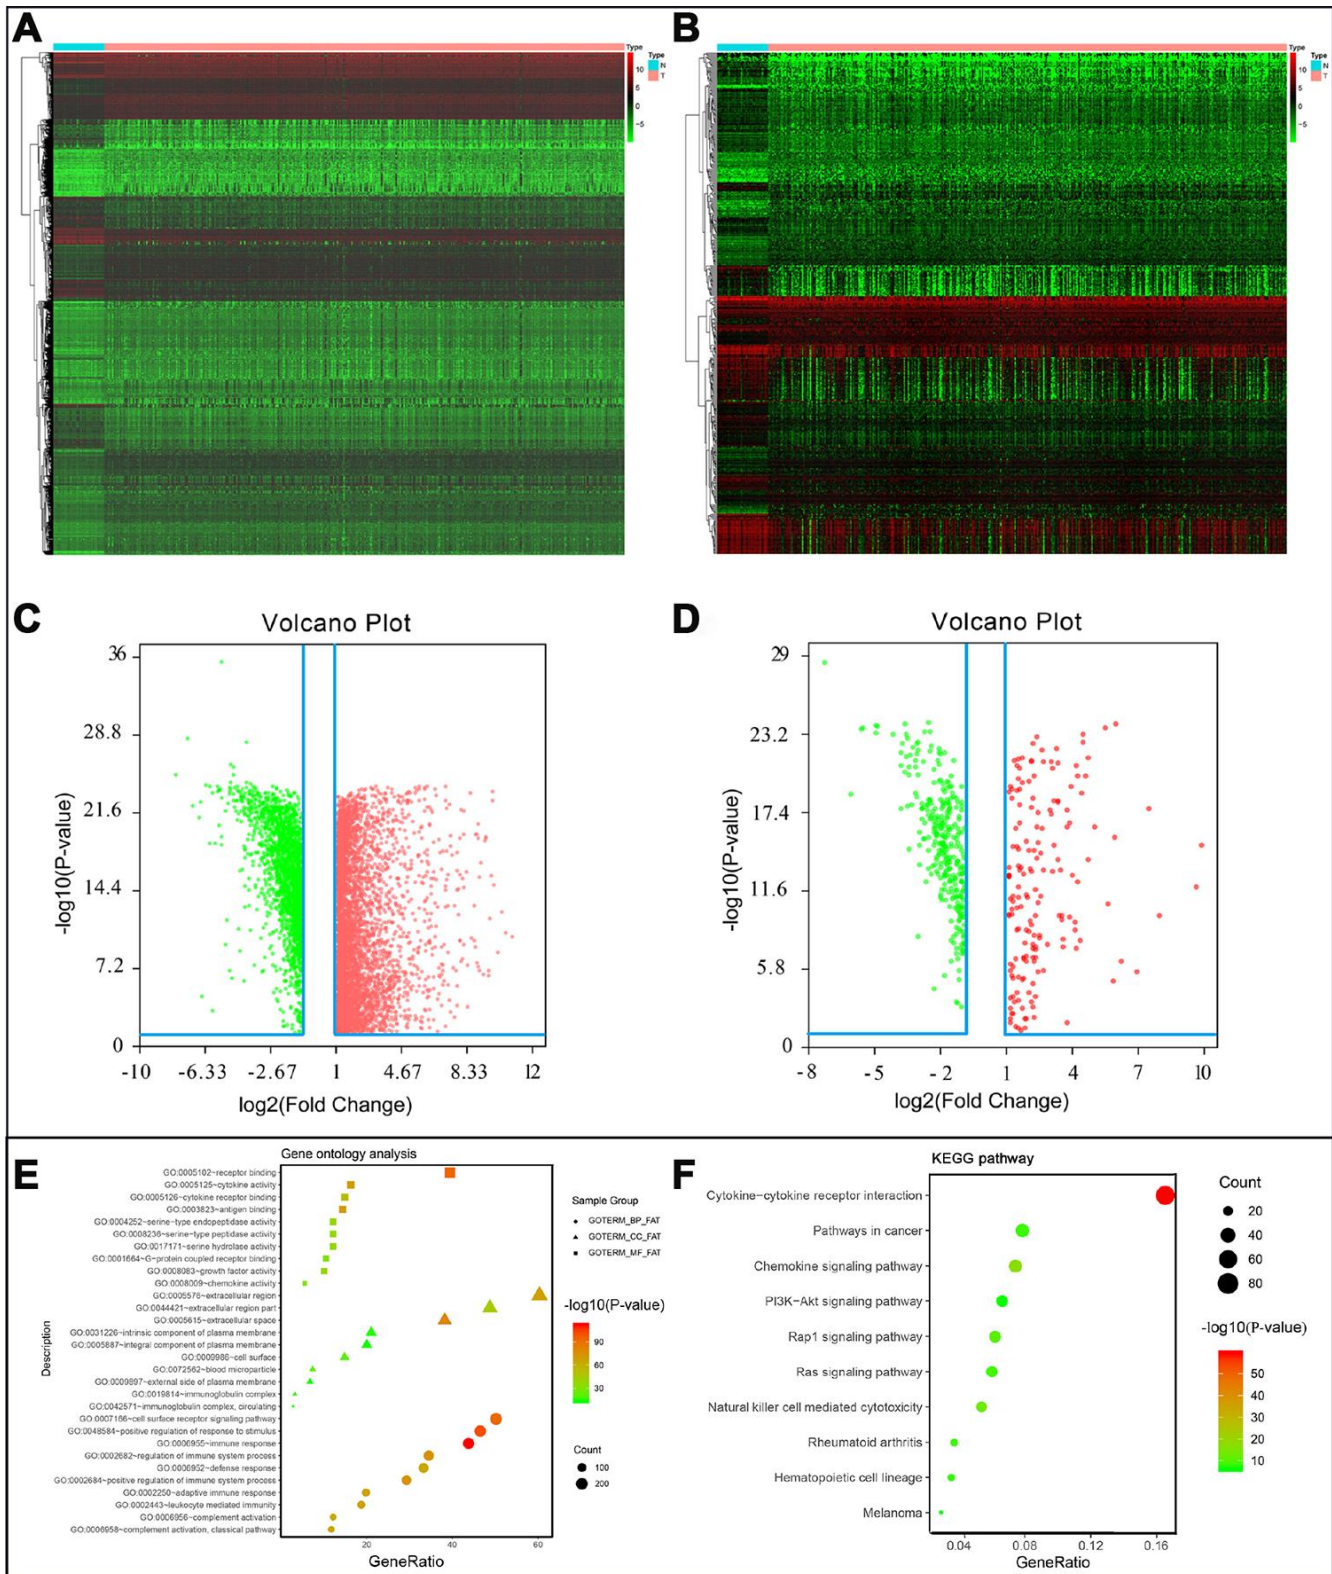 A
Type
Type
N
T
10
5
0
−5
B
Type
Type
N
T
10
5
0
−5
C
Volcano Plot
36
28.8
21.6
14.4
7.2
0
-log10(P-value)
-10 -6.33 -2.67 1 4.67 8.33 12
log2(Fold Change)
D
Volcano Plot
29
23.2
17.4
11.6
5.8
0
-log10(P-value)
-8 -5 -2 1 4 7 10
log2(Fold Change)
E
Gene ontology analysis
Description
GO:0005102~receptor binding
GO:0005125~cytokine activity
GO:0005126~cytokine receptor binding
GO:0003823~antigen binding
GO:0004252~serine-type endopeptidase activity
GO:0008236~serine-type peptidase activity
GO:0017171~serine hydrolase activity
GO:0001664~G-protein coupled receptor binding
GO:0008083~growth factor activity
GO:0008009~chemokine activity
GO:0005576~extracellular region
GO:0044421~extracellular region part
GO:0005615~extracellular space
GO:0031226~intrinsic component of plasma membrane
GO:0005887~integral component of plasma membrane
GO:0009986~cell surface
GO:0072562~blood microparticle
GO:0009897~external side of plasma membrane
GO:0019814~immunoglobulin complex
GO:0042571~immunoglobulin complex, circulating
GO:0007166~cell surface receptor signaling pathway
GO:0048584~positive regulation of response to stimulus
GO:0006955~immune response
GO:0002682~regulation of immune system process
GO:0006952~defense response
GO:0002684~positive regulation of immune system process
GO:0002250~adaptive immune response
GO:0002443~leukocyte mediated immunity
GO:0006956~complement activation
GO:0006958~complement activation, classical pathway
20 40 60
GeneRatio
Sample Group
GOTERM_BP_FAT
GOTERM_CC_FAT
GOTERM_MF_FAT
-log10(P-value)
90
60
30
Count
100
200
F
KEGG pathway
Cytokine−cytokine receptor interaction
Pathways in cancer
Chemokine signaling pathway
PI3K−Akt signaling pathway
Rap1 signaling pathway
Ras signaling pathway
Natural killer cell mediated cytotoxicity
Rheumatoid arthritis
Hematopoietic cell lineage
Melanoma
0.04 0.08 0.12 0.16
GeneRatio
Count
20
40
60
80
-log10(P-value)
50
40
30
20
10